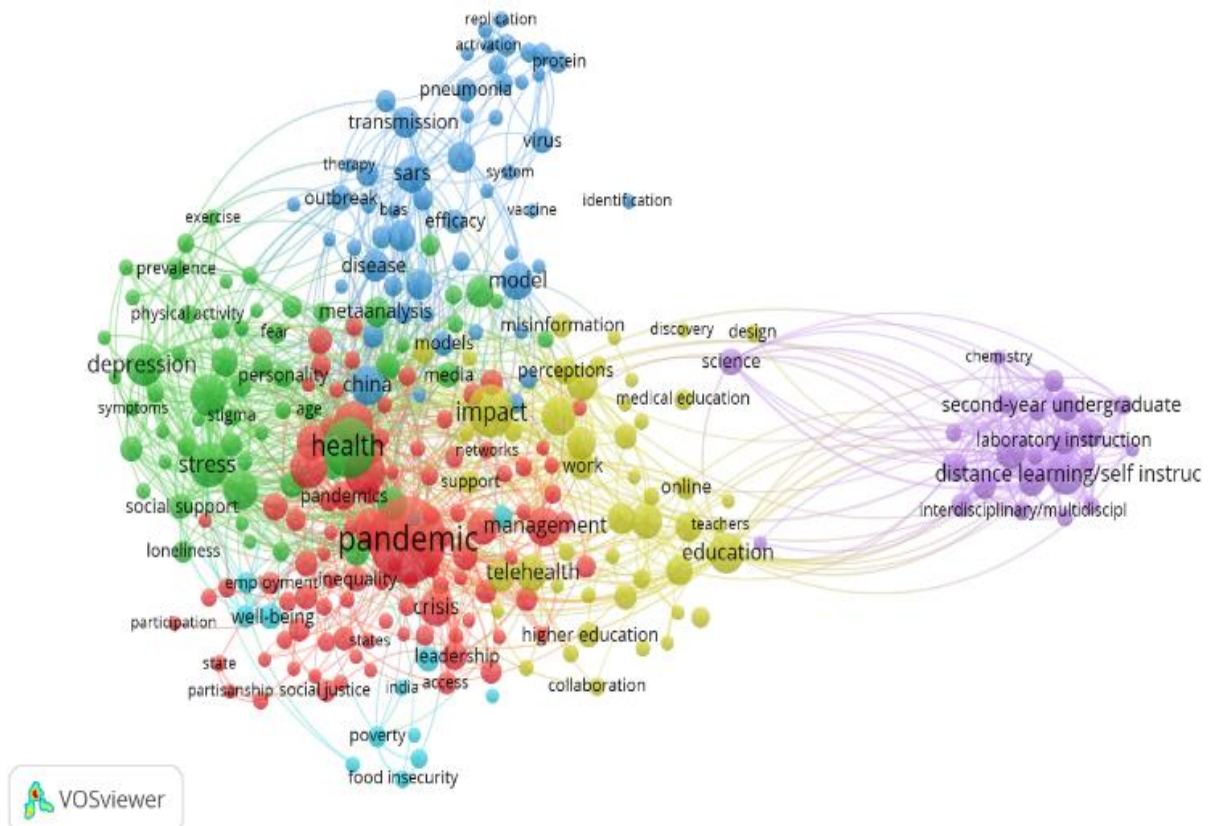 replication
activation
protein
pneumonia
transmission
virus
therapy
sars
system
outbreak
bias
efficacy
vaccine
identification
exercise
disease
prevalence
model
physical activity
metaanalysis
misinformation
fear
models
discovery
design
depression
personality
china
media
perceptions
science
chemistry
symptoms
stigma
age
impact
medical education
second-year undergraduate
health
networks
laboratory instruction
stress
work
support
distance learning/self instruc
pandemics
online
social support
interdisciplinary/multidiscipl
pandemic
management
teachers
loneliness
education
emp oyment
inequality
telehealth
well-being
crisis
participation
states
higher education
state
leadership
partisanship
social justice
india
access
collaboration
poverty
food insecurity
VOSviewer